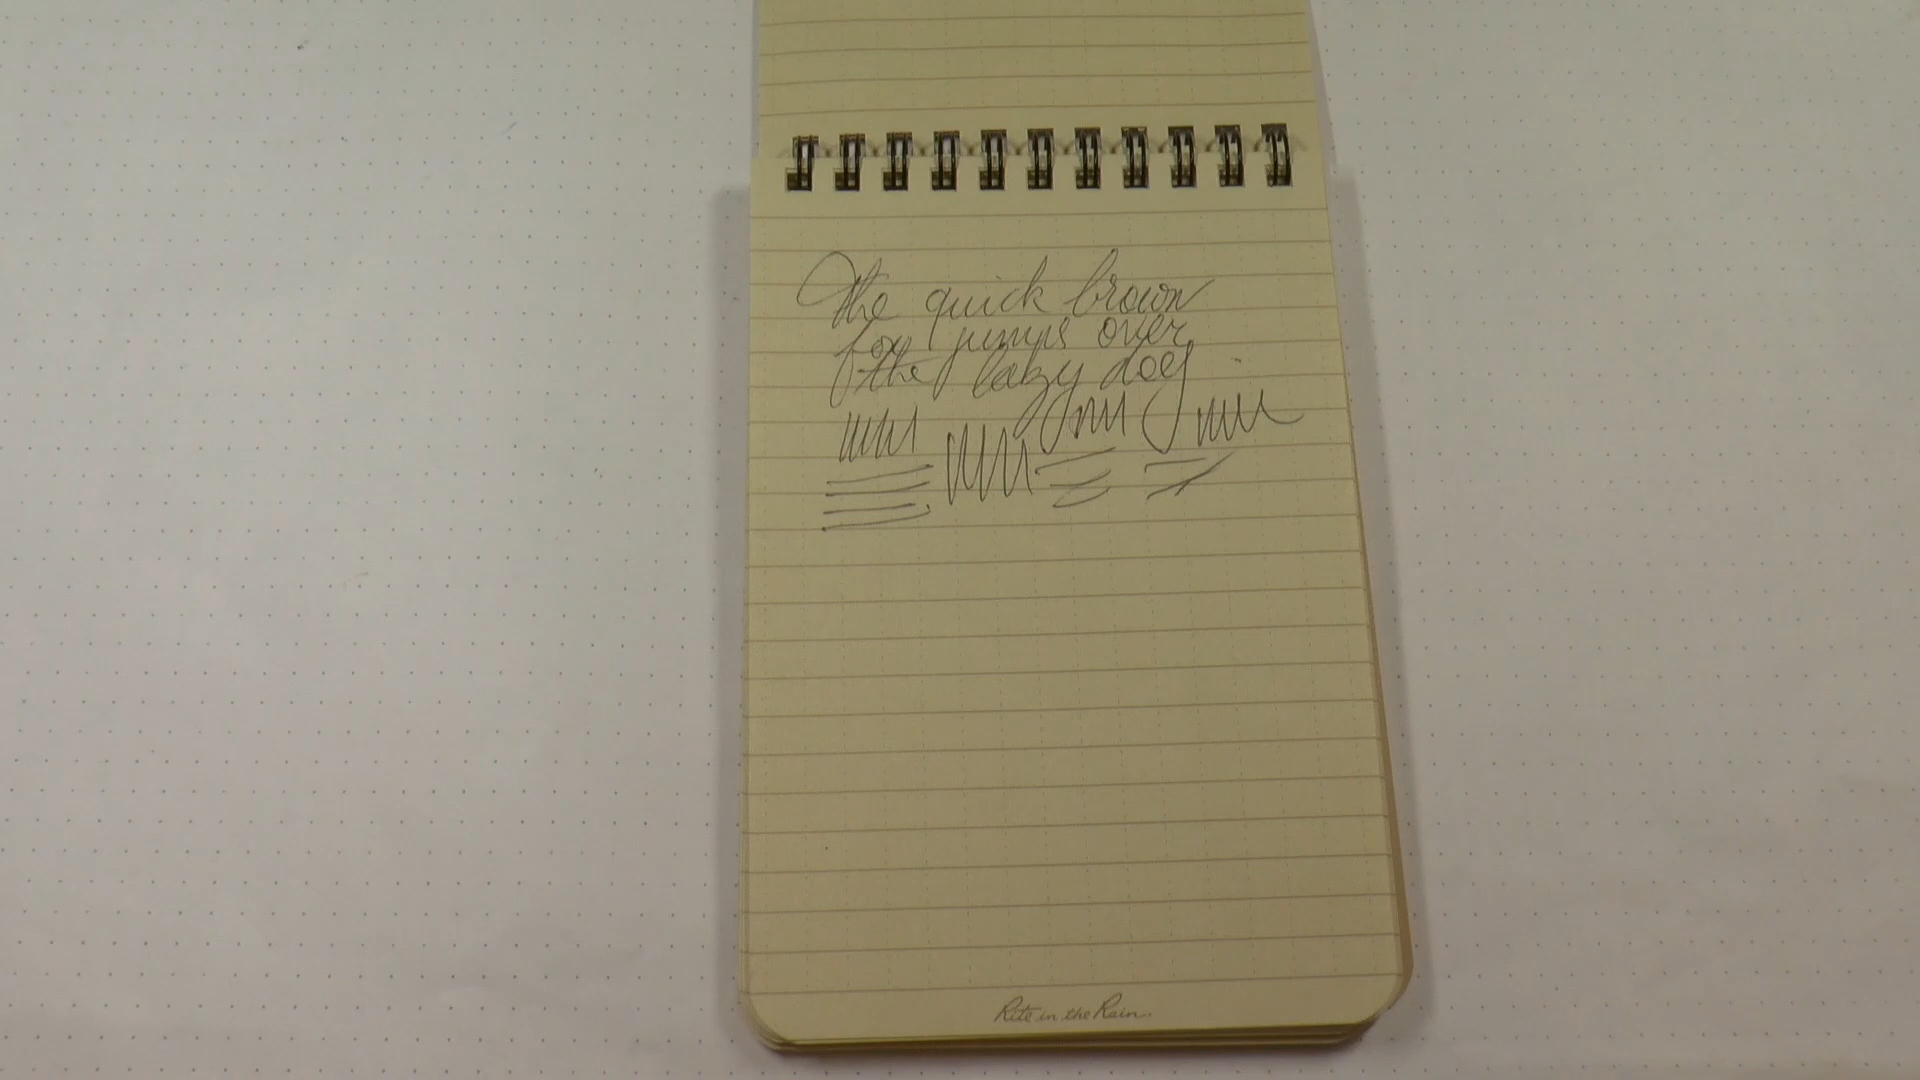 The quick brown
fox jumps over
the lazy dog
Rite in the Rain